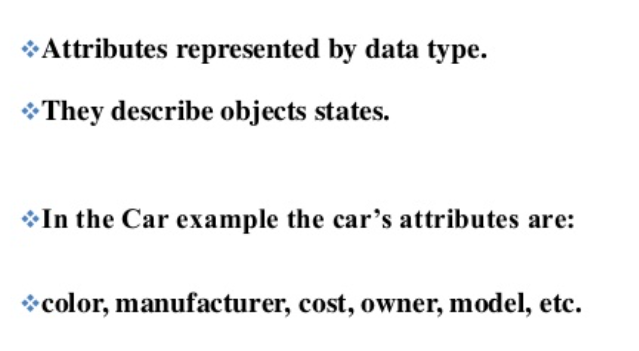 ❖Attributes represented by data type.
❖They describe objects states.
❖In the Car example the car’s attributes are:
❖color, manufacturer, cost, owner, model, etc.